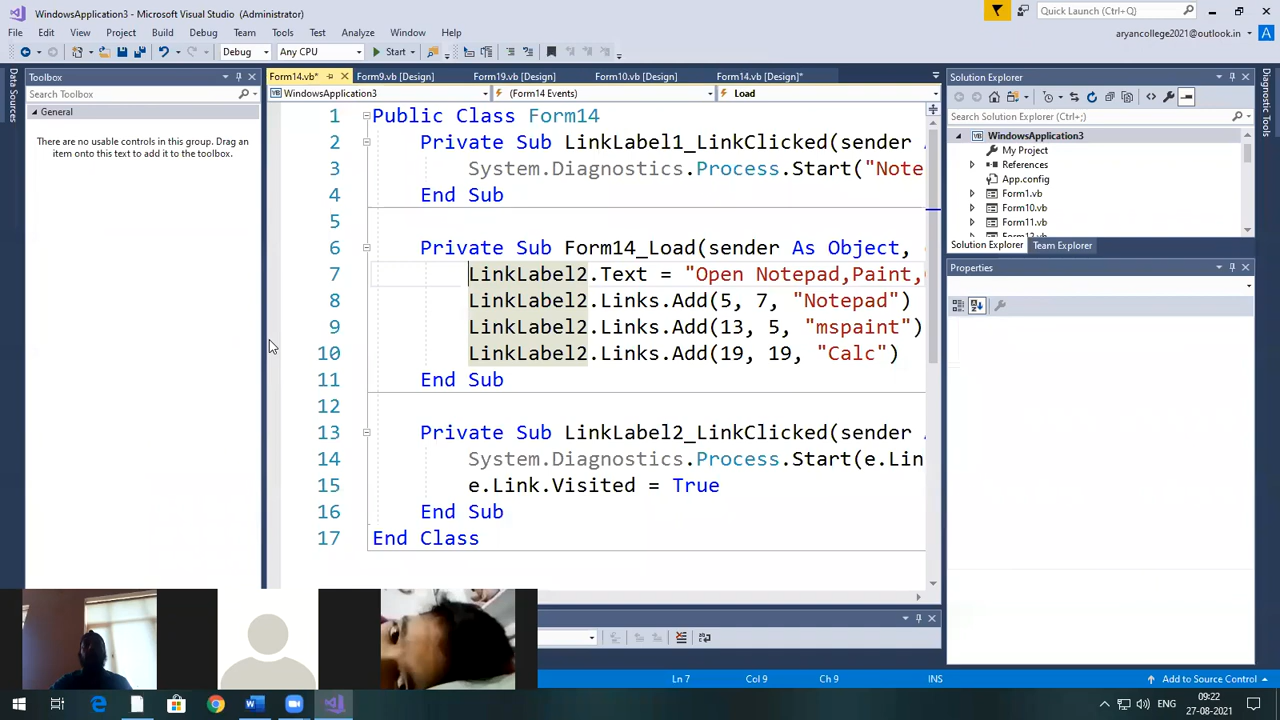 WindowsApplication3 - Microsoft Visual Studio (Administrator)
Quick Launch (Ctrl+Q)
File Edit View Project Build Debug Team Tools Test Analyze Window Help
aryancollege2021@outlook.in A
Debug Any CPU Start
Data Sources
Toolbox
Search Toolbox
General
There are no usable controls in this group. Drag an
item onto this text to add it to the toolbox.
Form14.vb* Form9.vb [Design] Form19.vb [Design] Form10.vb [Design] Form14.vb [Design]*
WindowsApplication3 (Form14 Events) Load
1 Public Class Form14
2 Private Sub LinkLabel1_LinkClicked(sender A
3 System.Diagnostics.Process.Start("Note
4 End Sub
5
6 Private Sub Form14_Load(sender As Object,
7 LinkLabel2.Text = "Open Notepad,Paint,
8 LinkLabel2.Links.Add(5, 7, "Notepad")
9 LinkLabel2.Links.Add(13, 5, "mspaint")
10 LinkLabel2.Links.Add(19, 19, "Calc")
11 End Sub
12
13 Private Sub LinkLabel2_LinkClicked(sender A
14 System.Diagnostics.Process.Start(e.Lin
15 e.Link.Visited = True
16 End Sub
17 End Class
Solution Explorer
Search Solution Explorer (Ctrl+;)
WindowsApplication3
My Project
References
App.config
Form1.vb
Form10.vb
Form11.vb
Solution Explorer Team Explorer
Properties
Diagnostic Tools
Ln 7 Col 9 Ch 9 INS
Add to Source Control
ENG
09:22
27-08-2021